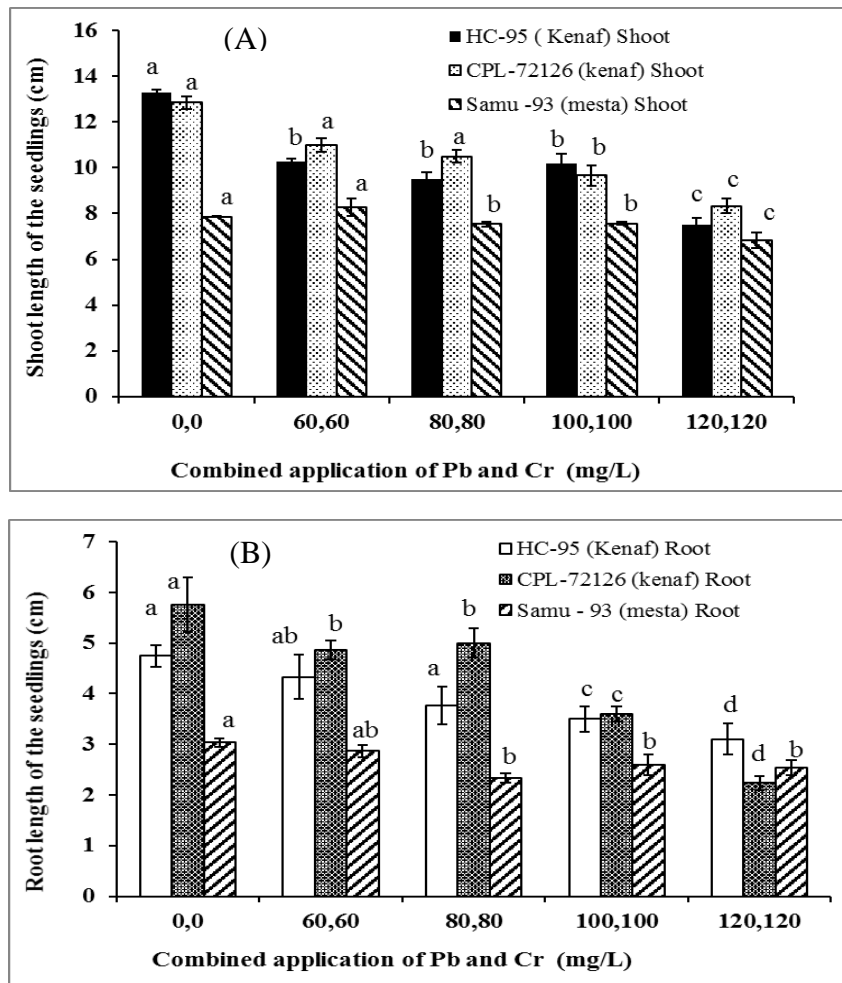 (A)
HC-95 ( Kenaf) Shoot
CPL-72126 (kenaf) Shoot
Samu -93 (mesta) Shoot
Shoot length of the seedlings (cm)
16
14
12
10
8
6
4
2
0
a a a
b a a
b a b
b b b
c c c
0,0 60,60 80,80 100,100 120,120
Combined application of Pb and Cr (mg/L)
(B)
HC-95 (Kenaf) Root
CPL-72126 (kenaf) Root
Samu - 93 (mesta) Root
Root length of the seedlings (cm)
7
6
5
4
3
2
1
0
a a a
ab b ab
a b b
c c b
d d b
0,0 60,60 80,80 100,100 120,120
Combined application of Pb and Cr (mg/L)